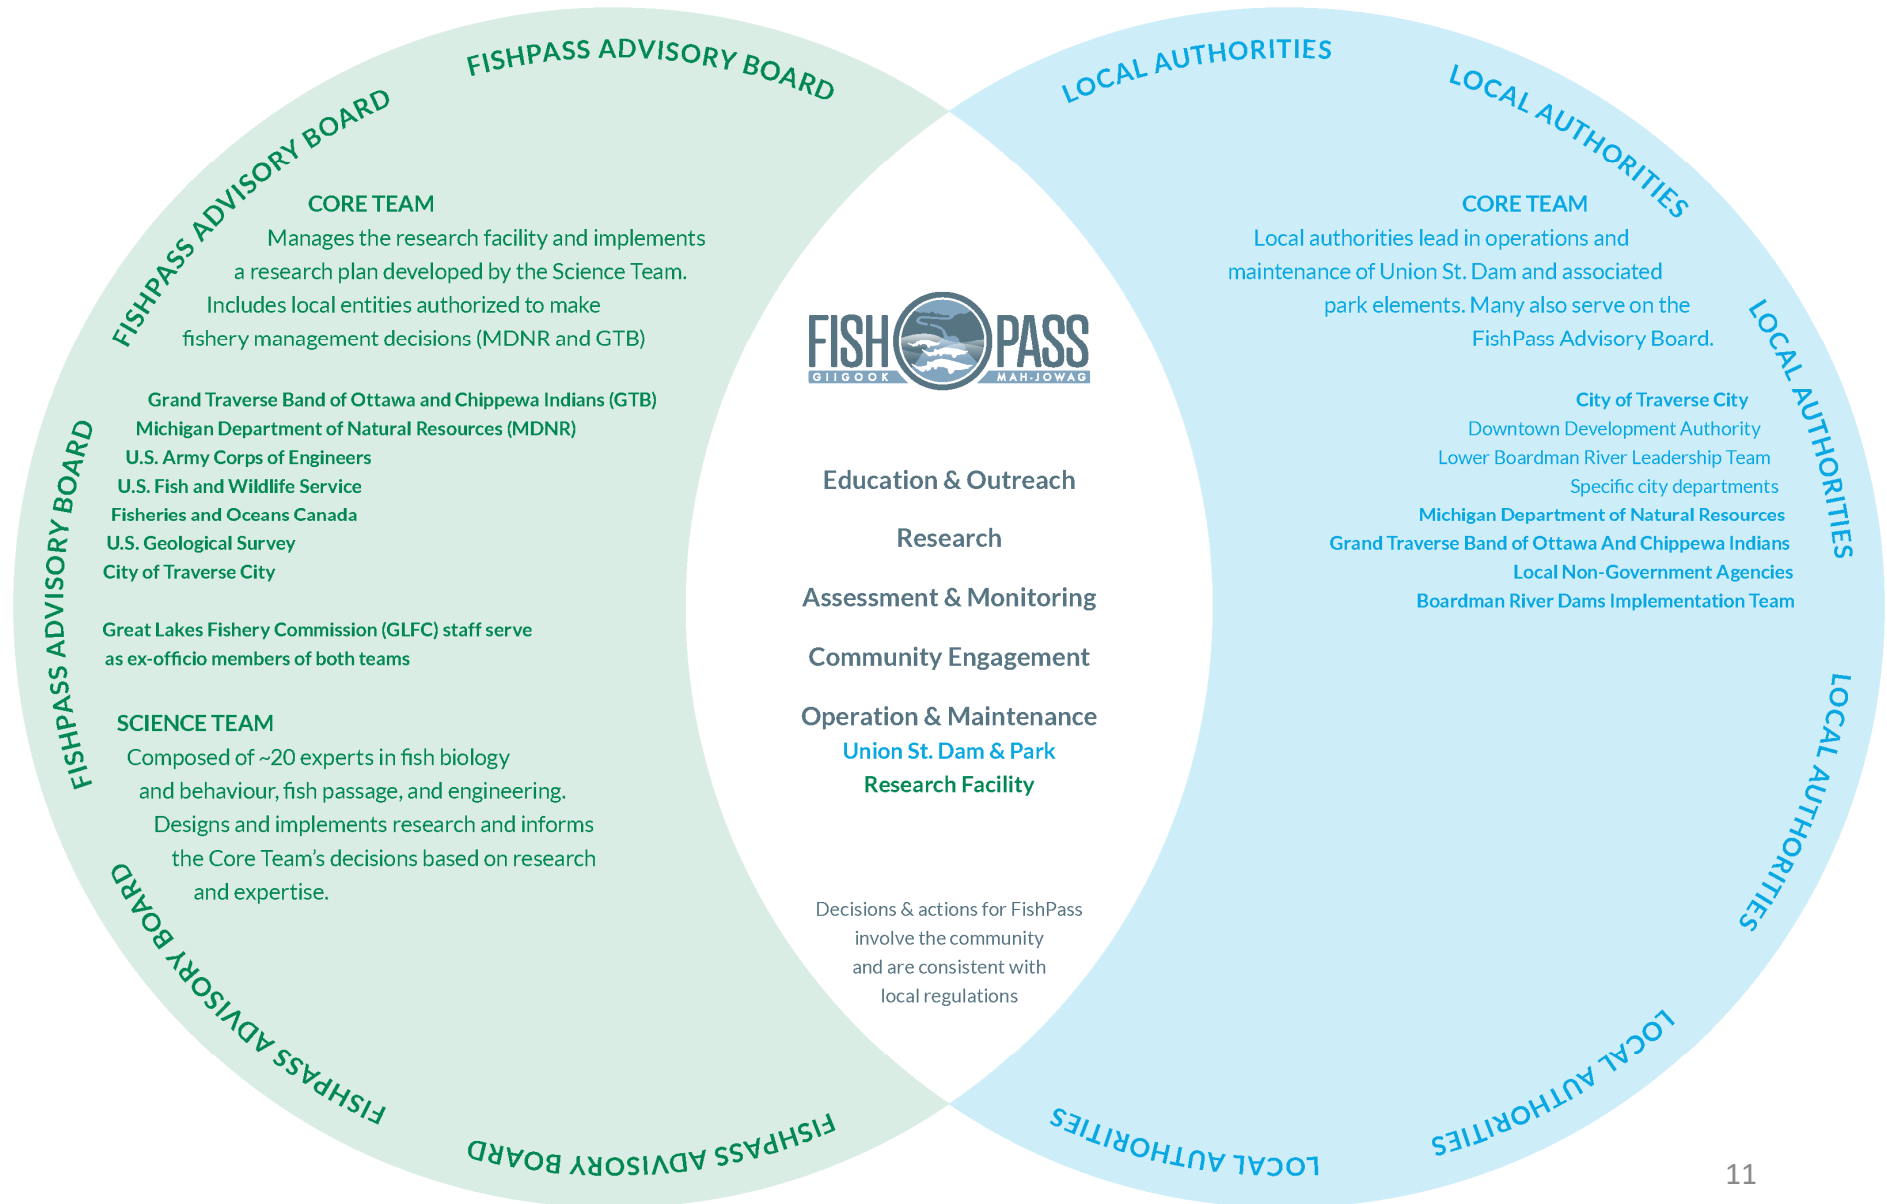 FISHPASS ADVISORY BOARD
FISHPASS ADVISORY BOARD
FISHPASS ADVISORY BOARD
FISHPASS ADVISORY BOARD
FISHPASS ADVISORY BOARD
CORE TEAM
Manages the research facility and implements
a research plan developed by the Science Team.
Includes local entities authorized to make
fishery management decisions (MDNR and GTB)
Grand Traverse Band of Ottawa and Chippewa Indians (GTB)
Michigan Department of Natural Resources (MDNR)
U.S. Army Corps of Engineers
U.S. Fish and Wildlife Service
Fisheries and Oceans Canada
U.S. Geological Survey
City of Traverse City
Great Lakes Fishery Commission (GLFC) staff serve
as ex-officio members of both teams
SCIENCE TEAM
Composed of ~20 experts in fish biology
and behaviour, fish passage, and engineering.
Designs and implements research and informs
the Core Team's decisions based on research
and expertise.
FISH PASS
GIIGOOK MAH-JOWAG
Education & Outreach
Research
Assessment & Monitoring
Community Engagement
Operation & Maintenance
Union St. Dam & Park
Research Facility
Decisions & actions for FishPass
involve the community
and are consistent with
local regulations
LOCAL AUTHORITIES
LOCAL AUTHORITIES
LOCAL AUTHORITIES
LOCAL AUTHORITIES
LOCAL AUTHORITIES
LOCAL AUTHORITIES
CORE TEAM
Local authorities lead in operations and
maintenance of Union St. Dam and associated
park elements. Many also serve on the
FishPass Advisory Board.
City of Traverse City
Downtown Development Authority
Lower Boardman River Leadership Team
Specific city departments
Michigan Department of Natural Resources
Grand Traverse Band of Ottawa And Chippewa Indians
Local Non-Government Agencies
Boardman River Dams Implementation Team
11